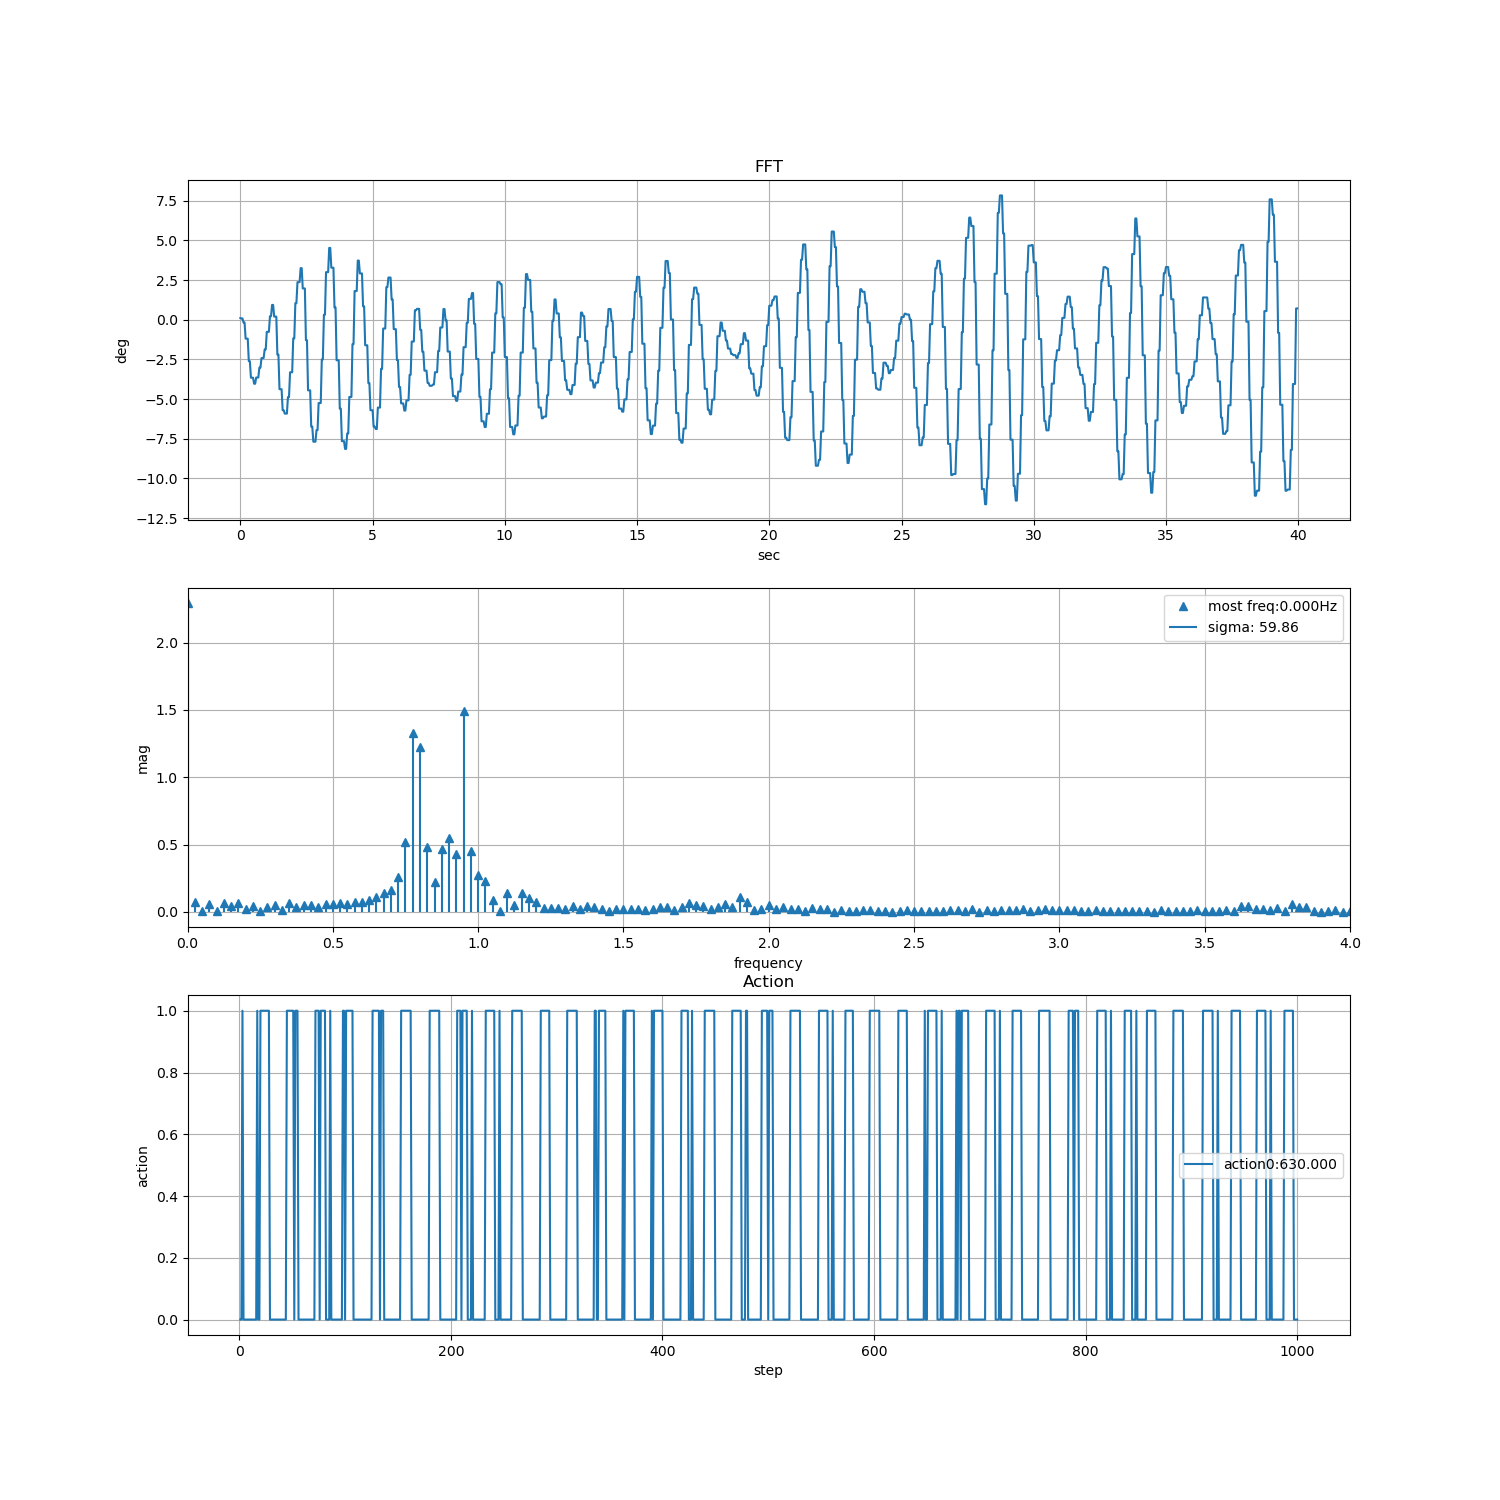 FFT
7.5
5.0
2.5
0.0
−2.5
−5.0
−7.5
−10.0
−12.5
deg
0 5 10 15 20 25 30 35 40
sec
most freq:0.000Hz
sigma: 59.86
2.0
1.5
1.0
0.5
0.0
mag
0.0 0.5 1.0 1.5 2.0 2.5 3.0 3.5 4.0
frequency
Action
1.0
0.8
0.6
0.4
0.2
0.0
action
action0:630.000
0 200 400 600 800 1000
step